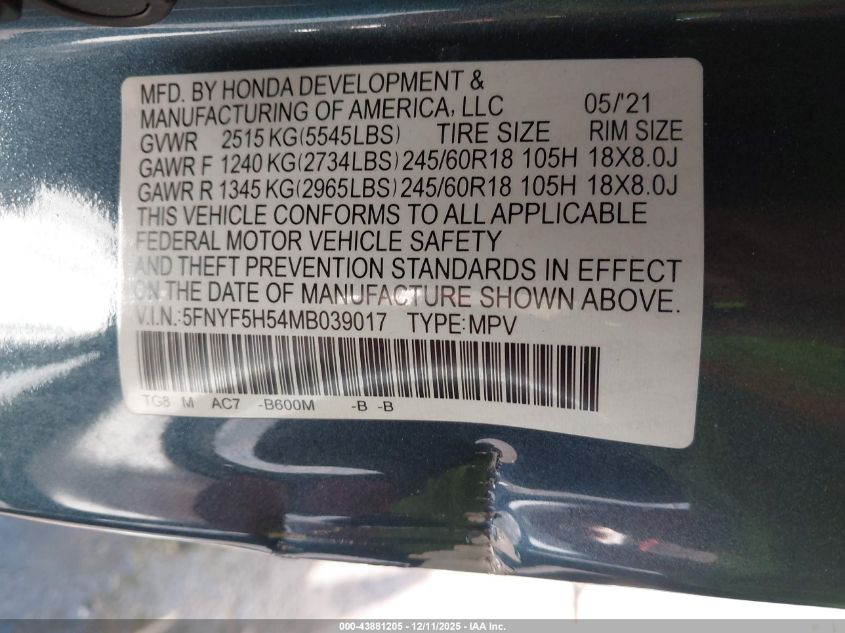 MFD. BY HONDA DEVELOPMENT &
MANUFACTURING OF AMERICA, LLC 05/'21
GVWR 2515 KG(5545LBS) TIRE SIZE RIM SIZE
GAWR F 1240 KG(2734LBS) 245/60R18 105H 18X8.0J
GAWR R 1345 KG(2965LBS) 245/60R18 105H 18X8.0J
THIS VEHICLE CONFORMS TO ALL APPLICABLE
FEDERAL MOTOR VEHICLE SAFETY
AND THEFT PREVENTION STANDARDS IN EFFECT
ON THE DATE OF MANUFACTURE SHOWN ABOVE.
V.I.N.:5FNYF5H54MB039017 TYPE:MPV
TG8 M AC7 -B600M -B -B
000-43881205 - 12/11/2025 - IAA Inc.